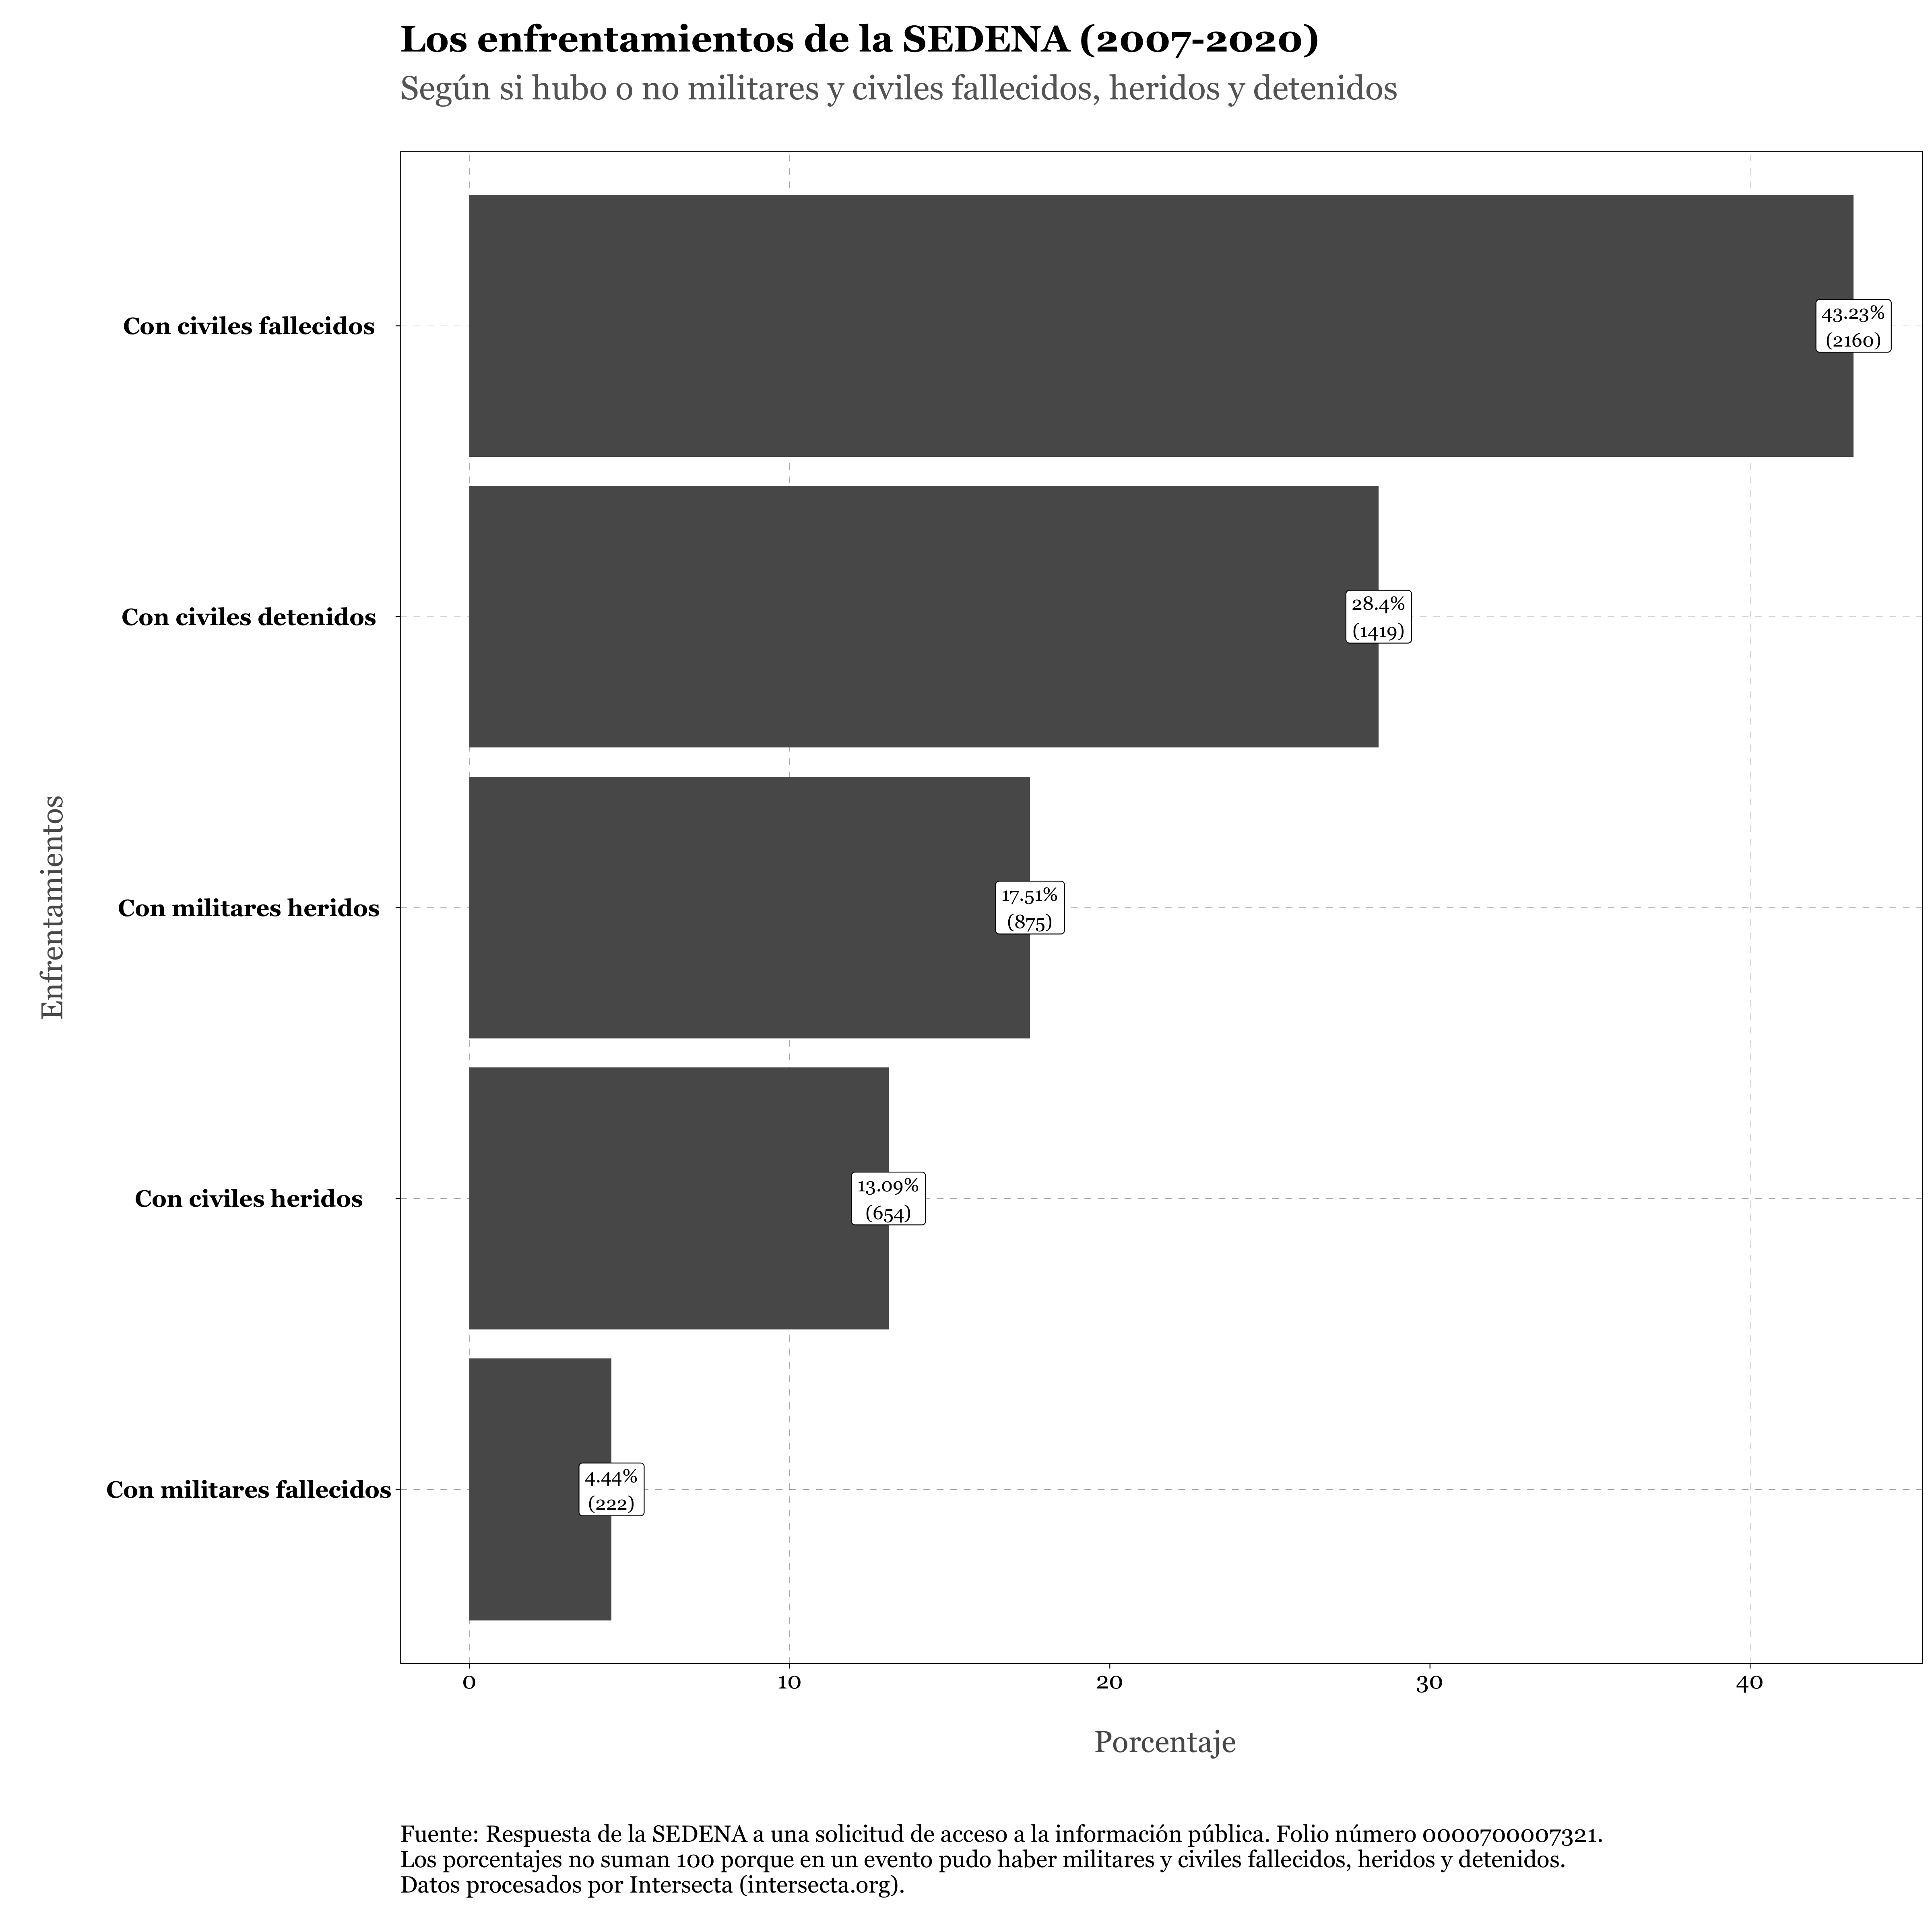 Los enfrentamientos de la SEDENA (2007-2020)
Según si hubo o no militares y civiles fallecidos, heridos y detenidos
Enfrentamientos
Con civiles fallecidos
43.23%
(2160)
Con civiles detenidos
28.4%
(1419)
Con militares heridos
17.51%
(875)
Con civiles heridos
13.09%
(654)
Con militares fallecidos
4.44%
(222)
0 10 20 30 40
Porcentaje
Fuente: Respuesta de la SEDENA a una solicitud de acceso a la información pública. Folio número 0000700007321.
Los porcentajes no suman 100 porque en un evento pudo haber militares y civiles fallecidos, heridos y detenidos.
Datos procesados por Intersecta (intersecta.org).